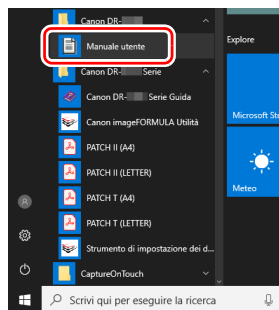 Canon DR-
Manuale utente
Canon DR- Serie
Canon DR- Serie Guida
Canon imageFORMULA Utilità
PATCH II (A4)
PATCH II (LETTER)
PATCH T (A4)
PATCH T (LETTER)
Strumento di impostazione dei d...
CaptureOnTouch
Scrivi qui per eseguire la ricerca
Explore
Microsoft Sto
Meteo